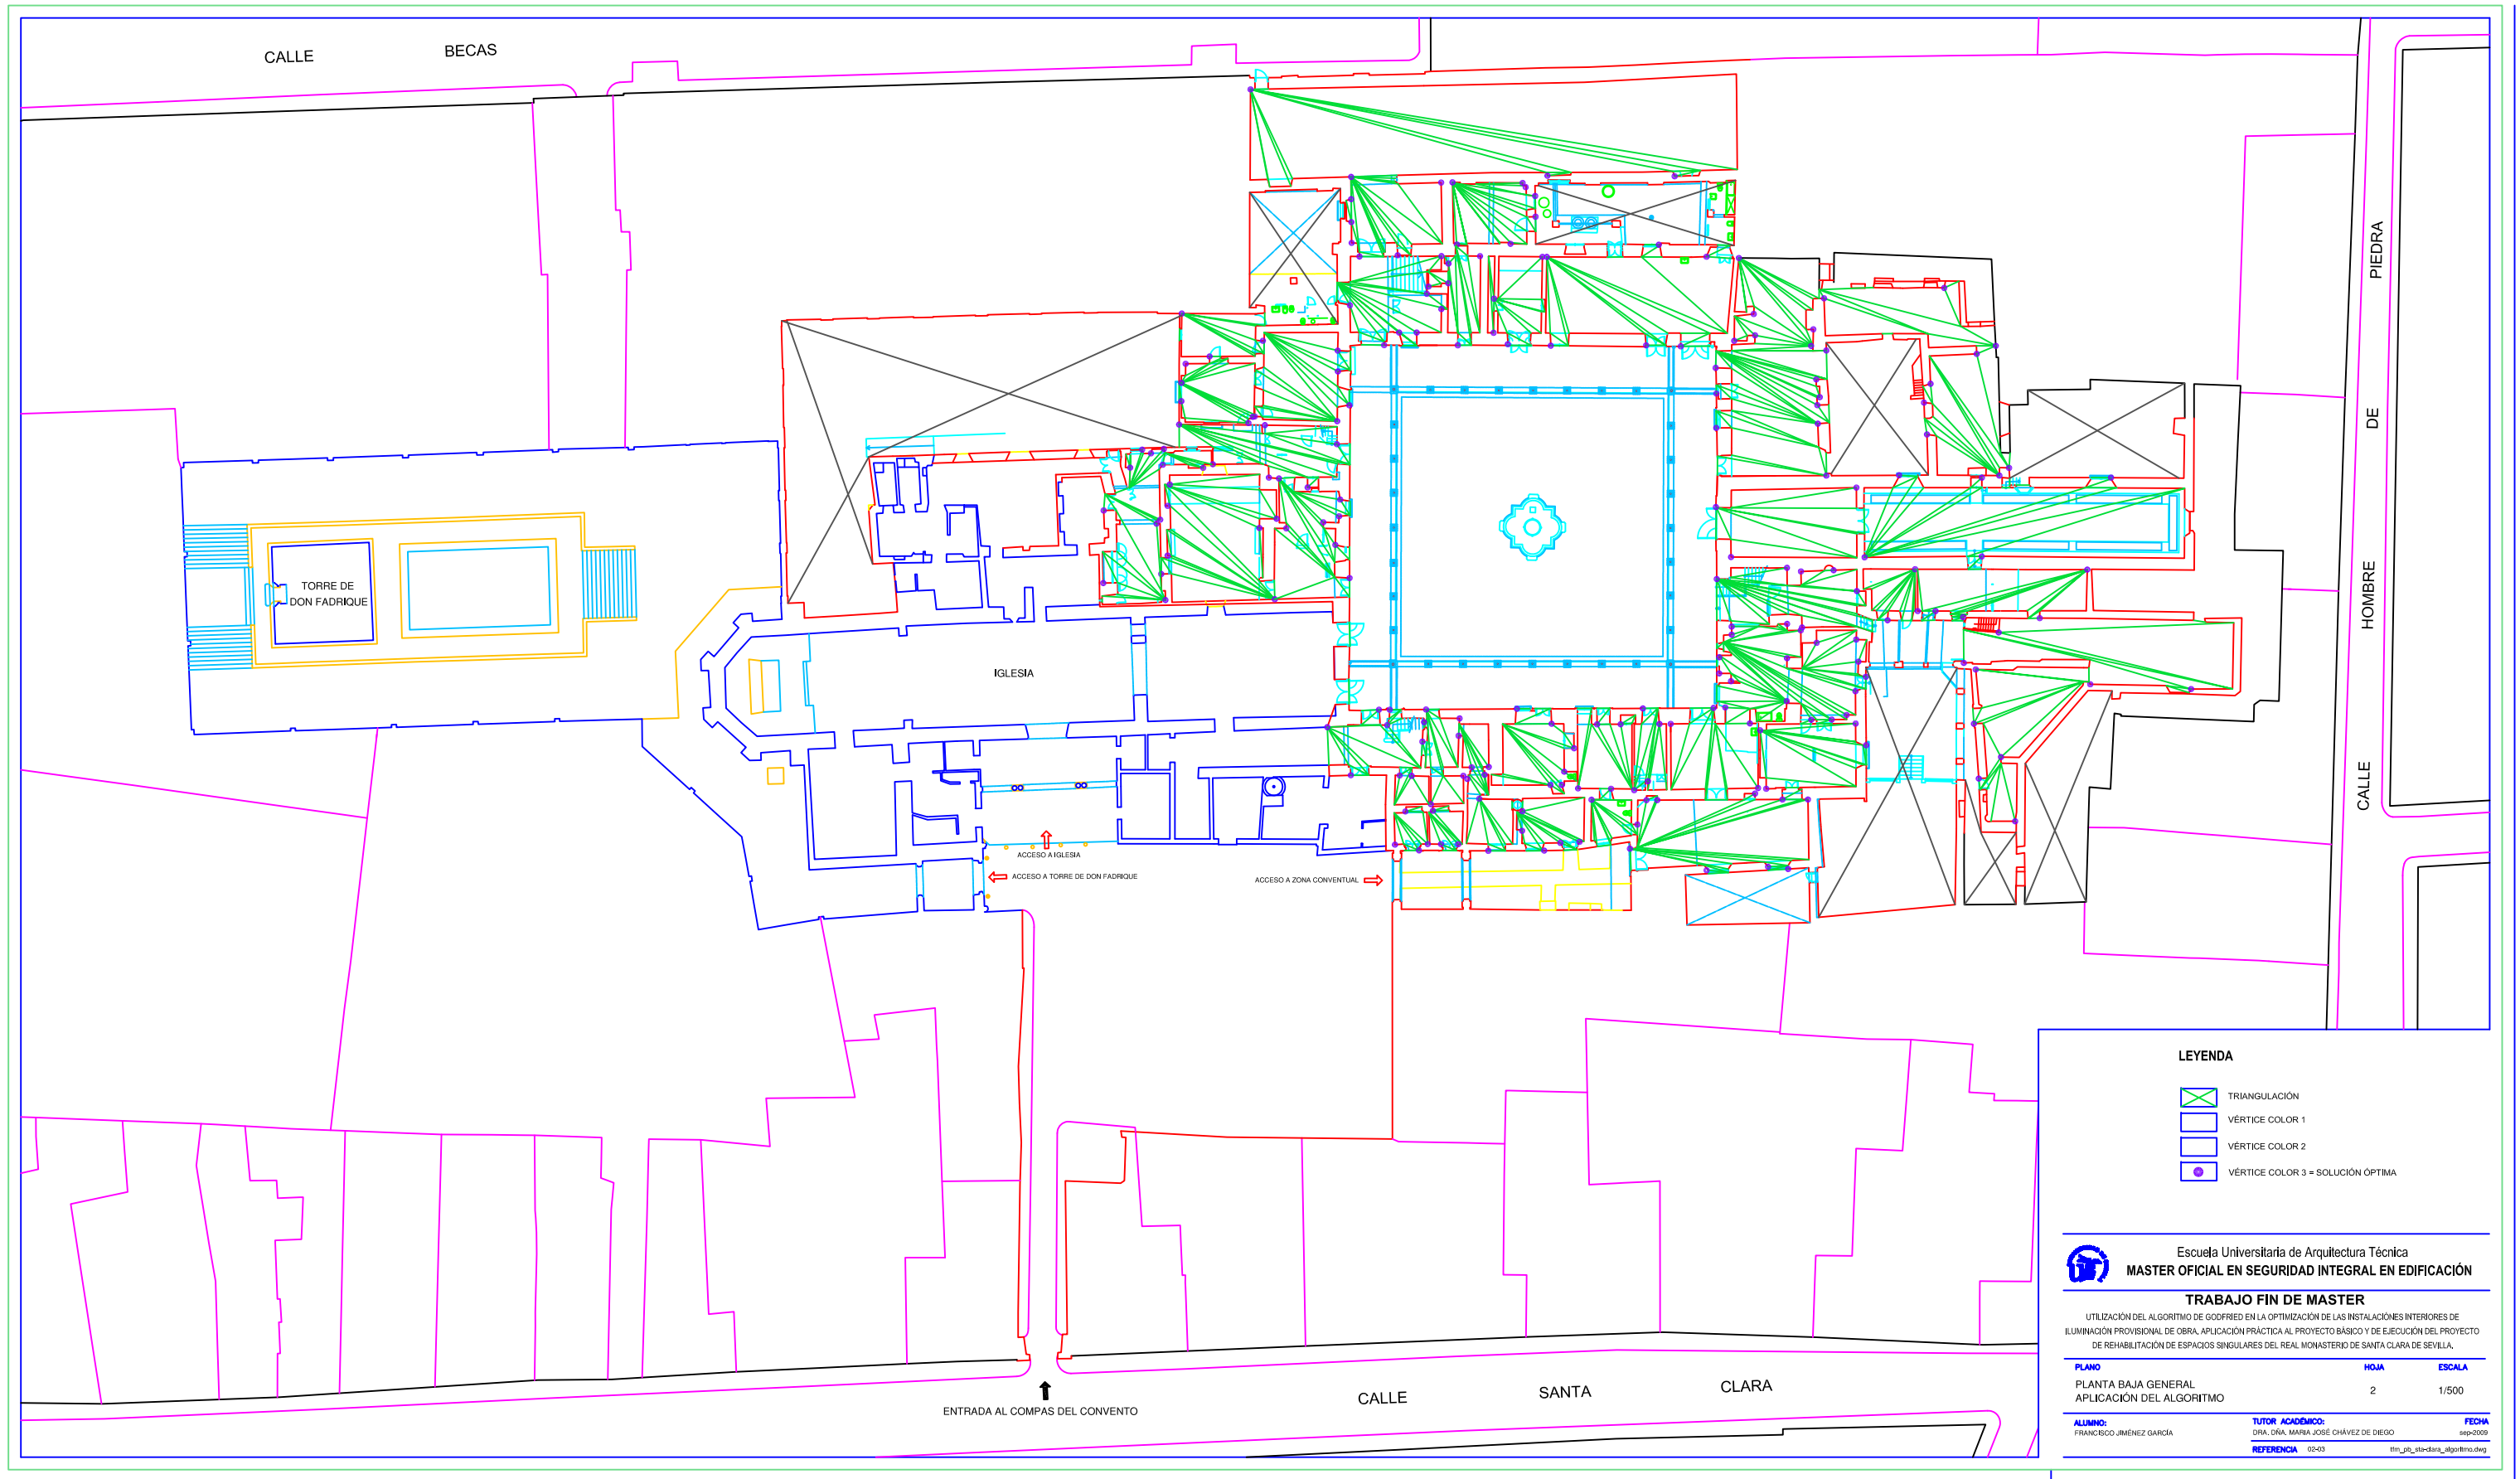 CALLE BECAS
PIEDRA
DE
HOMBRE
CALLE
TORRE DE
DON FADRIQUE
IGLESIA
ACCESO A IGLESIA
ACCESO A TORRE DE DON FADRIQUE
ACCESO A ZONA CONVENTUAL
CALLE SANTA CLARA
ENTRADA AL COMPAS DEL CONVENTO
LEYENDA
TRIANGULACIÓN
VÉRTICE COLOR 1
VÉRTICE COLOR 2
VÉRTICE COLOR 3 = SOLUCIÓN ÓPTIMA
Escuela Universitaria de Arquitectura Técnica
MASTER OFICIAL EN SEGURIDAD INTEGRAL EN EDIFICACIÓN
TRABAJO FIN DE MASTER
UTILIZACIÓN DEL ALGORITMO DE GODFRIED EN LA OPTIMIZACIÓN DE LAS INSTALACIÓNES INTERIORES DE
ILUMINACIÓN PROVISIONAL DE OBRA, APLICACIÓN PRÁCTICA AL PROYECTO BÁSICO Y DE EJECUCIÓN DEL PROYECTO
DE REHABILITACIÓN DE ESPACIOS SINGULARES DEL REAL MONASTERIO DE SANTA CLARA DE SEVILLA.
PLANO HOJA ESCALA
PLANTA BAJA GENERAL
APLICACIÓN DEL ALGORITMO
2 1/500
ALUMNO: TUTOR ACADÉMICO: FECHA
FRANCISCO JIMÉNEZ GARCÍA DRA. DÑA. MARIA JOSÉ CHÁVEZ DE DIEGO sep-2009
REFERENCIA 02-03 tfm_pb_sta-clara_algoritmo.dwg